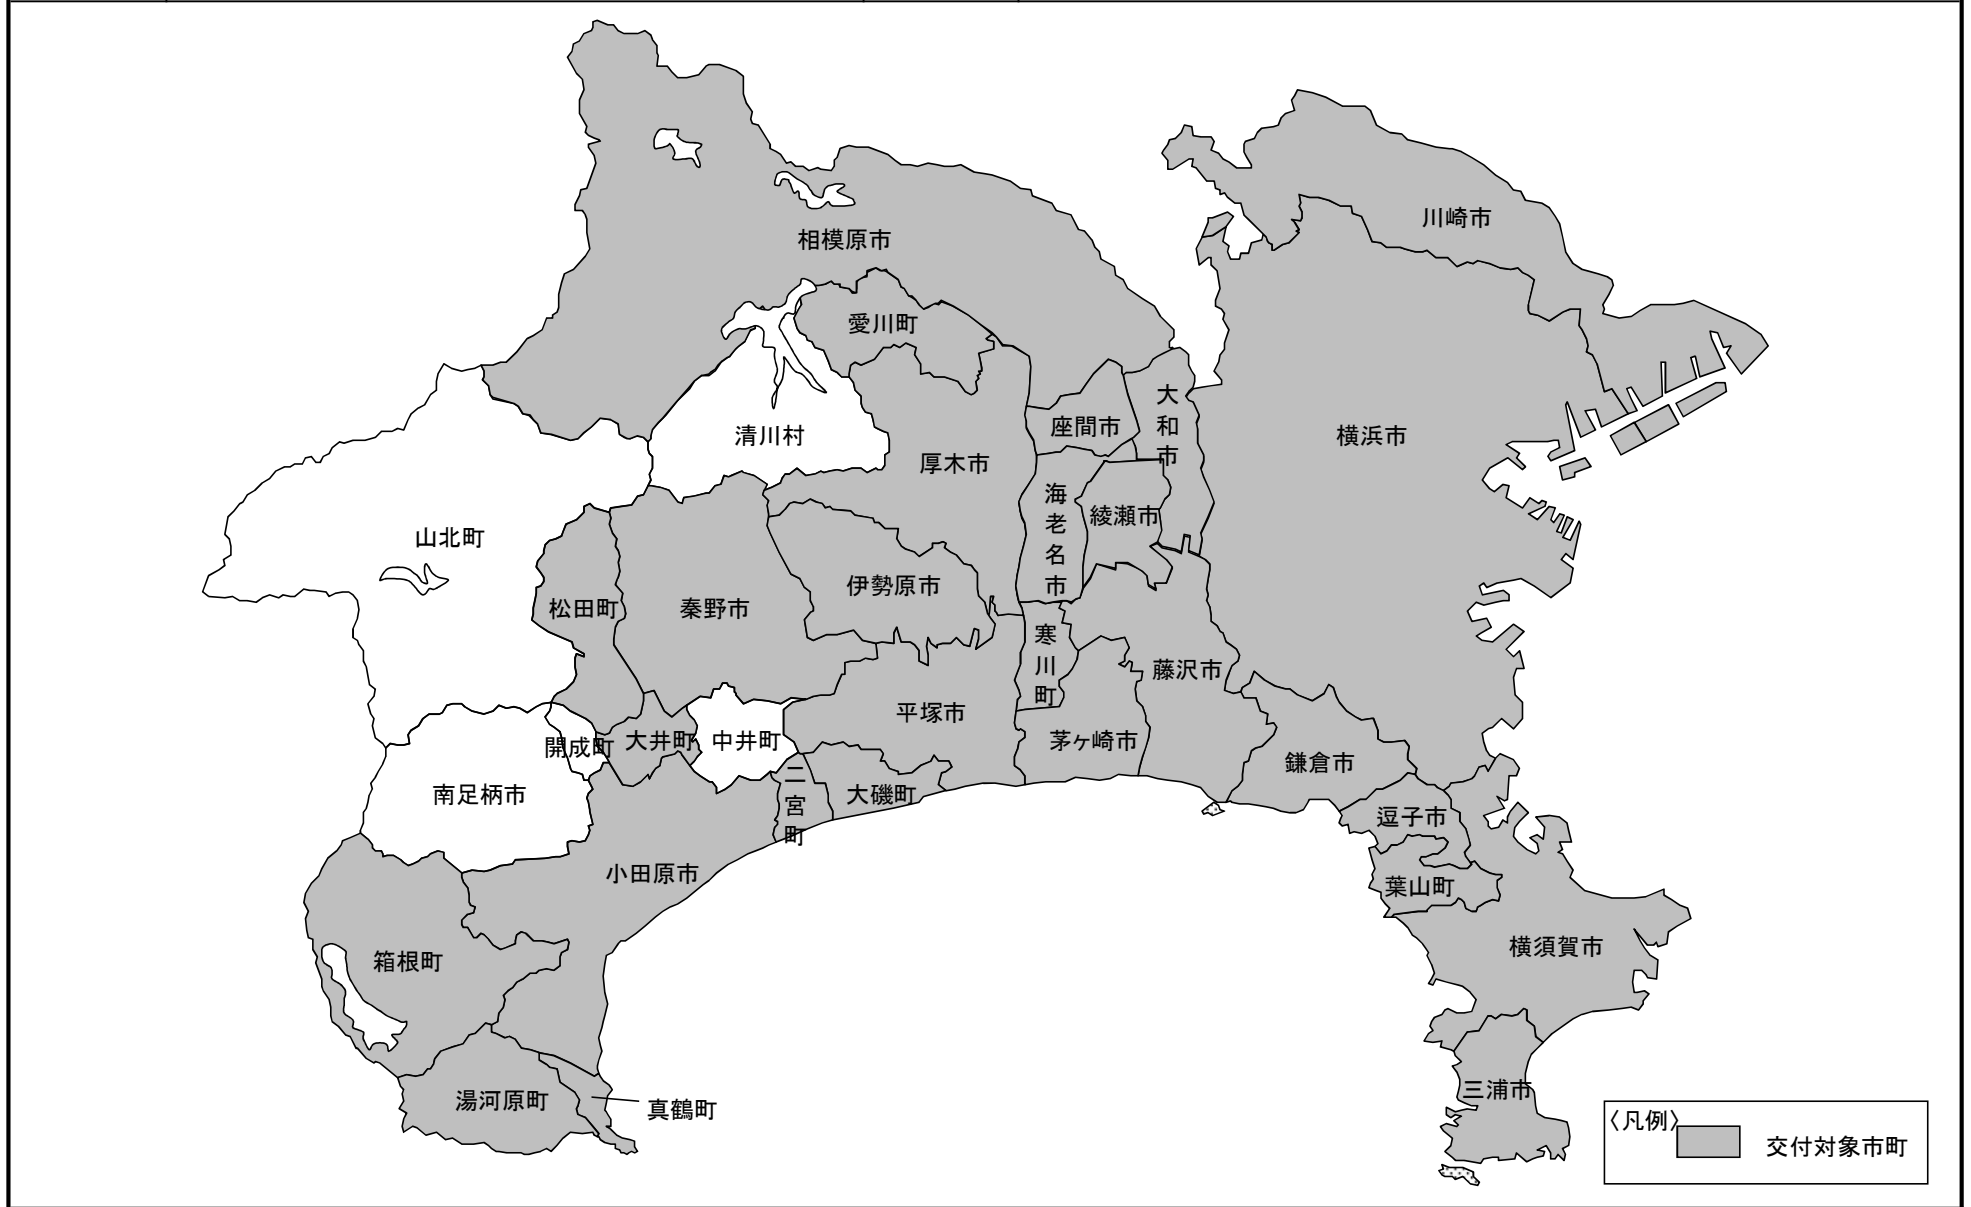 川崎市
相模原市
愛川町
大和市
座間市
横浜市
清川村
厚木市
海老名市
綾瀬市
山北町
伊勢原市
松田町
秦野市
寒川町
藤沢市
平塚市
開成町
大井町
中井町
茅ヶ崎市
鎌倉市
南足柄市
二宮町
大磯町
逗子市
小田原市
葉山町
箱根町
横須賀市
湯河原町
真鶴町
三浦市
〈凡例〉
交付対象市町